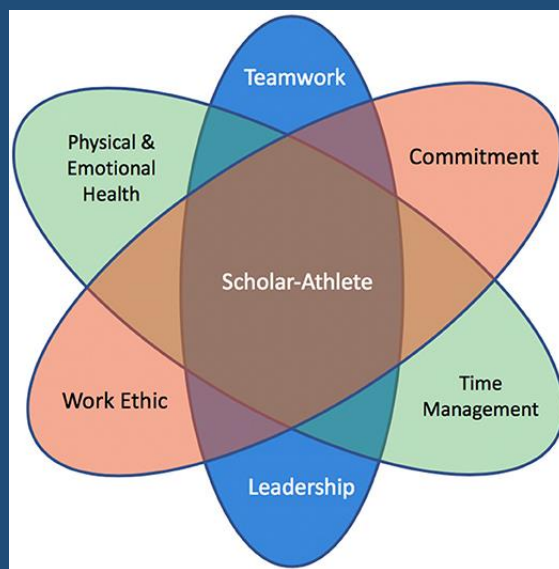 Teamwork
Physical &
Emotional
Health
Commitment
Scholar-Athlete
Work Ethic
Time
Management
Leadership